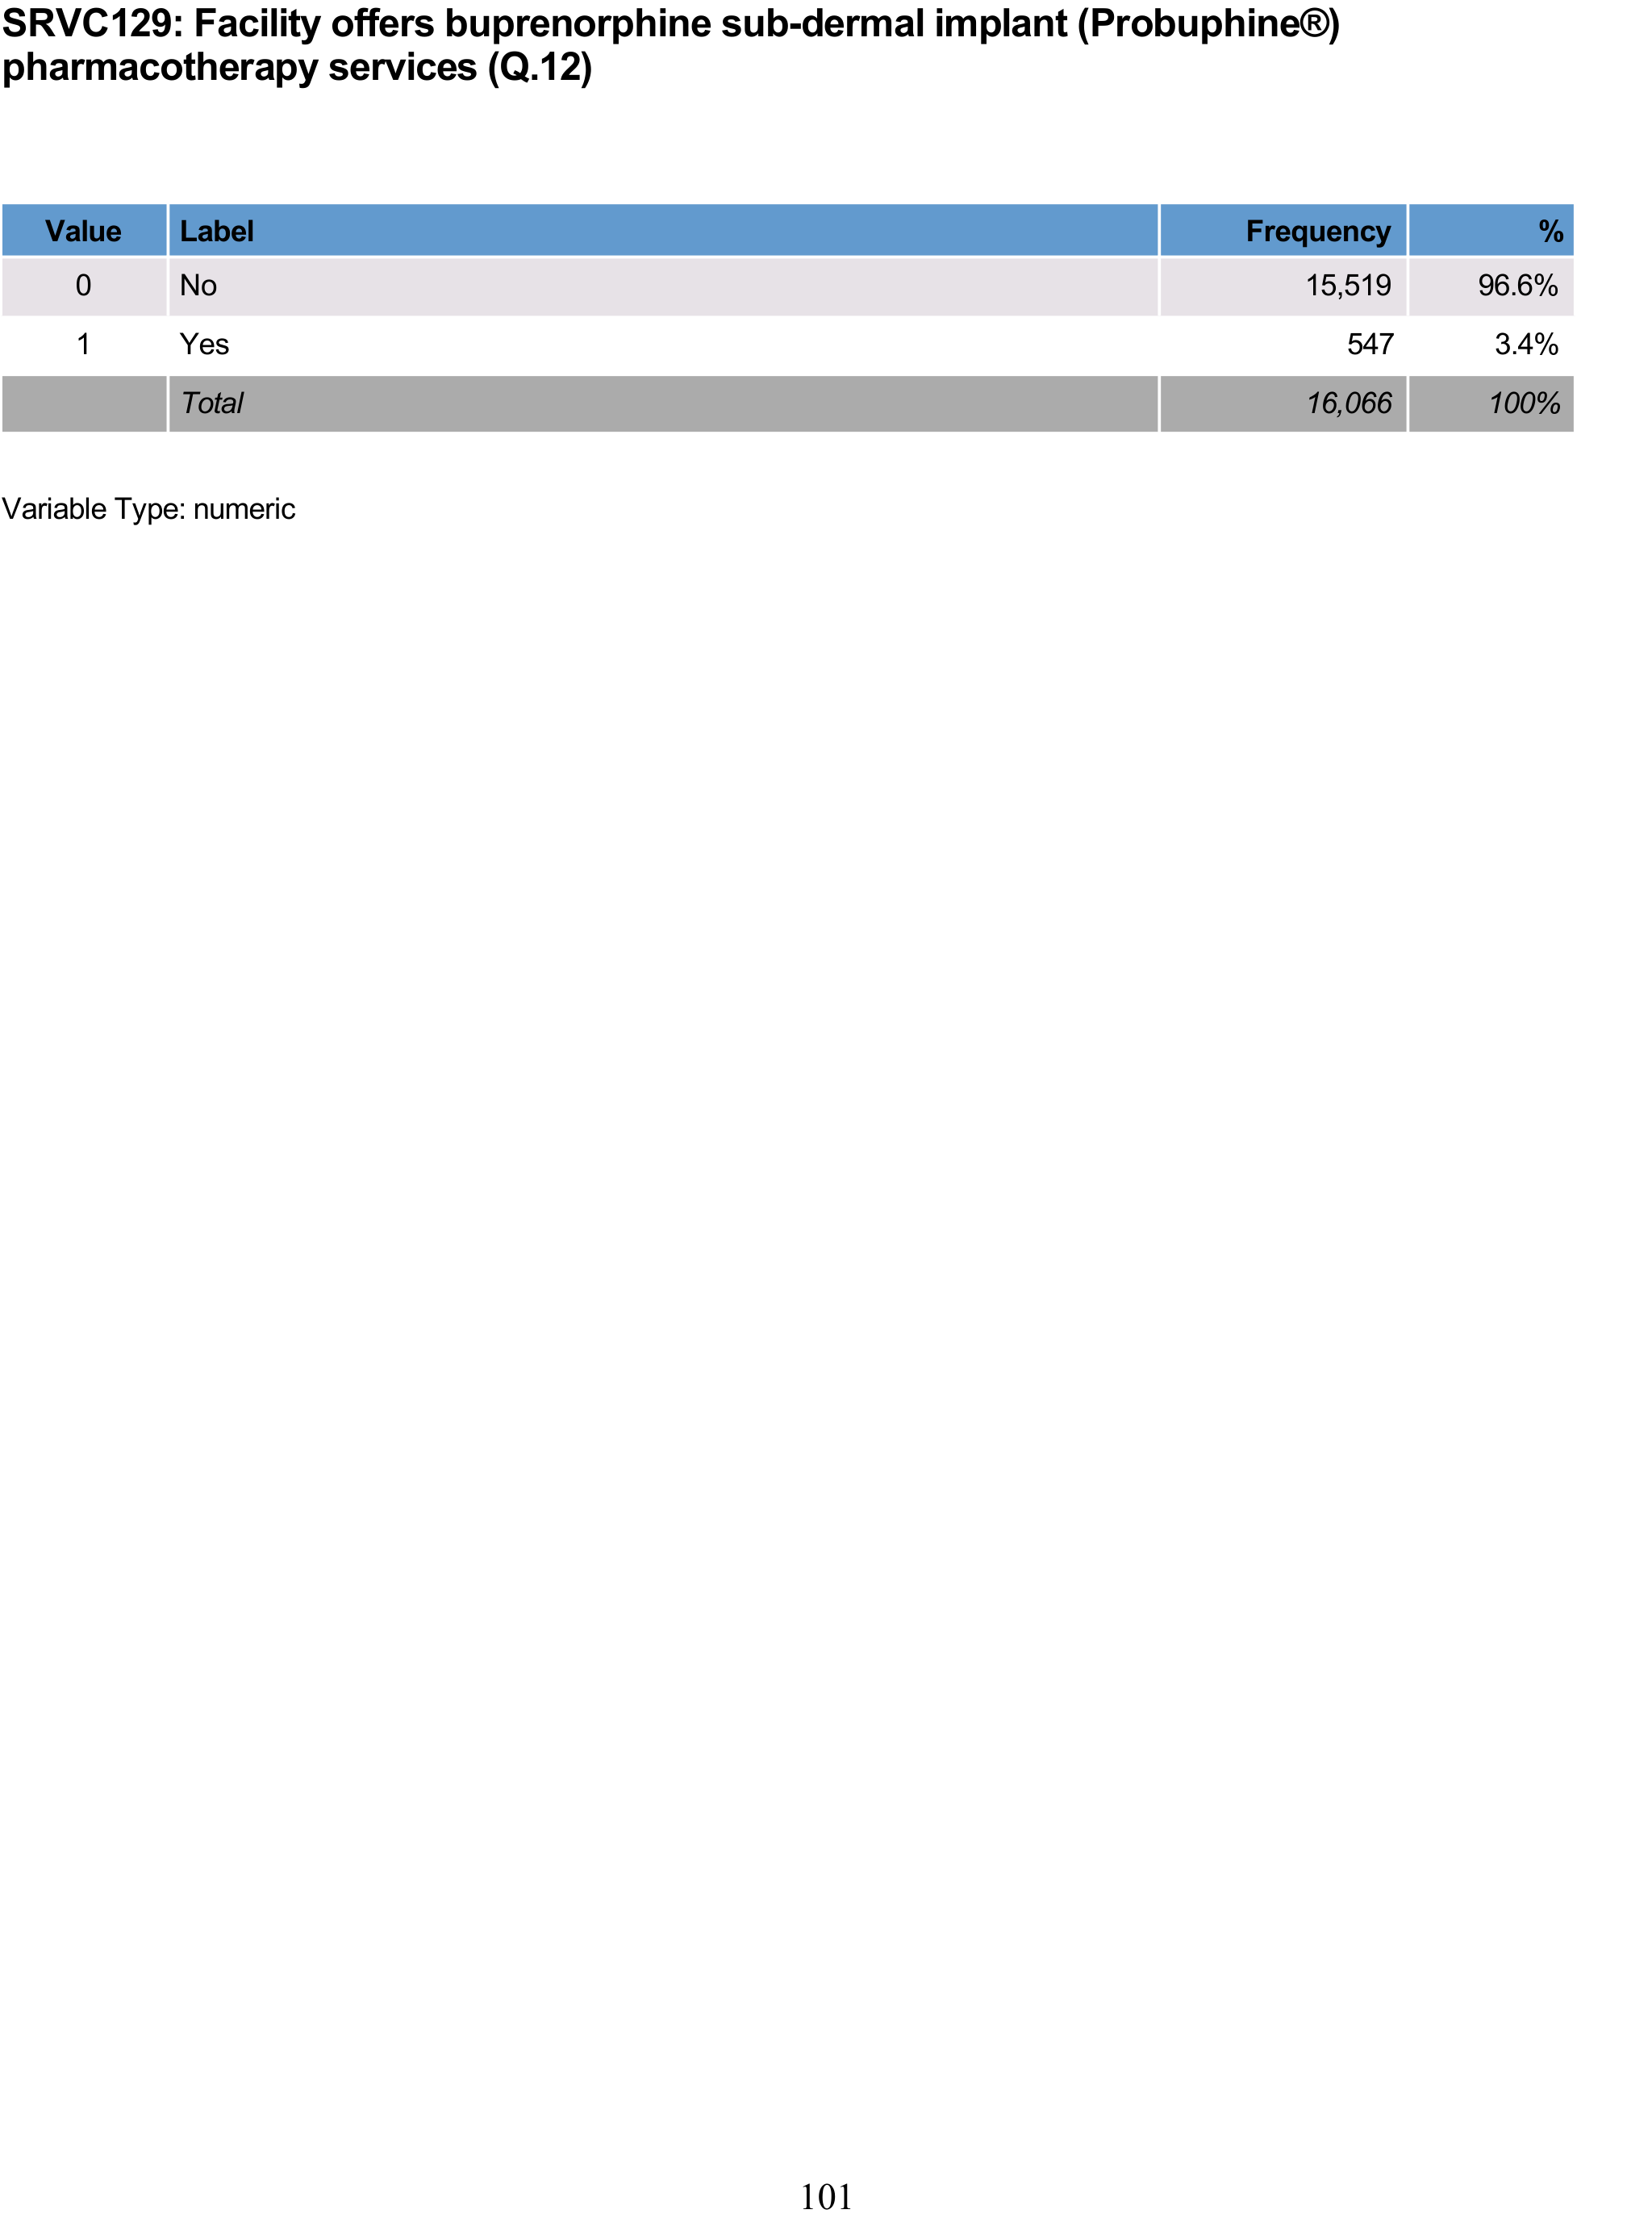 SRVC129: Facility offers buprenorphine sub-dermal implant (Probuphine®)
pharmacotherapy services (Q.12)
Value Label Frequency %
0 No 15,519 96.6%
1 Yes 547 3.4%
Total 16,066 100%
Variable Type: numeric
101